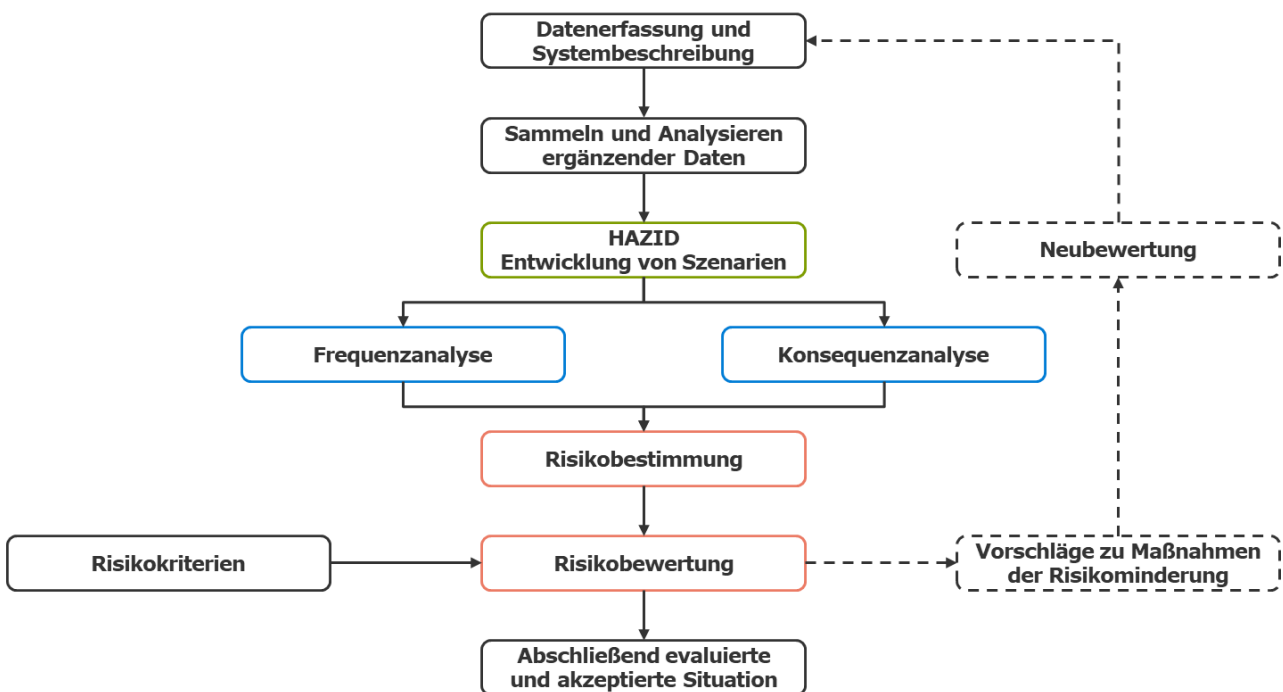 Datenerfassung und
Systembeschreibung
Sammeln und Analysieren
ergänzender Daten
HAZID
Entwicklung von Szenarien
Neubewertung
Frequenzanalyse
Konsequenzanalyse
Risikobestimmung
Risikokriterien
Risikobewertung
Vorschläge zu Maßnahmen
der Risikominderung
Abschließend evaluierte
und akzeptierte Situation